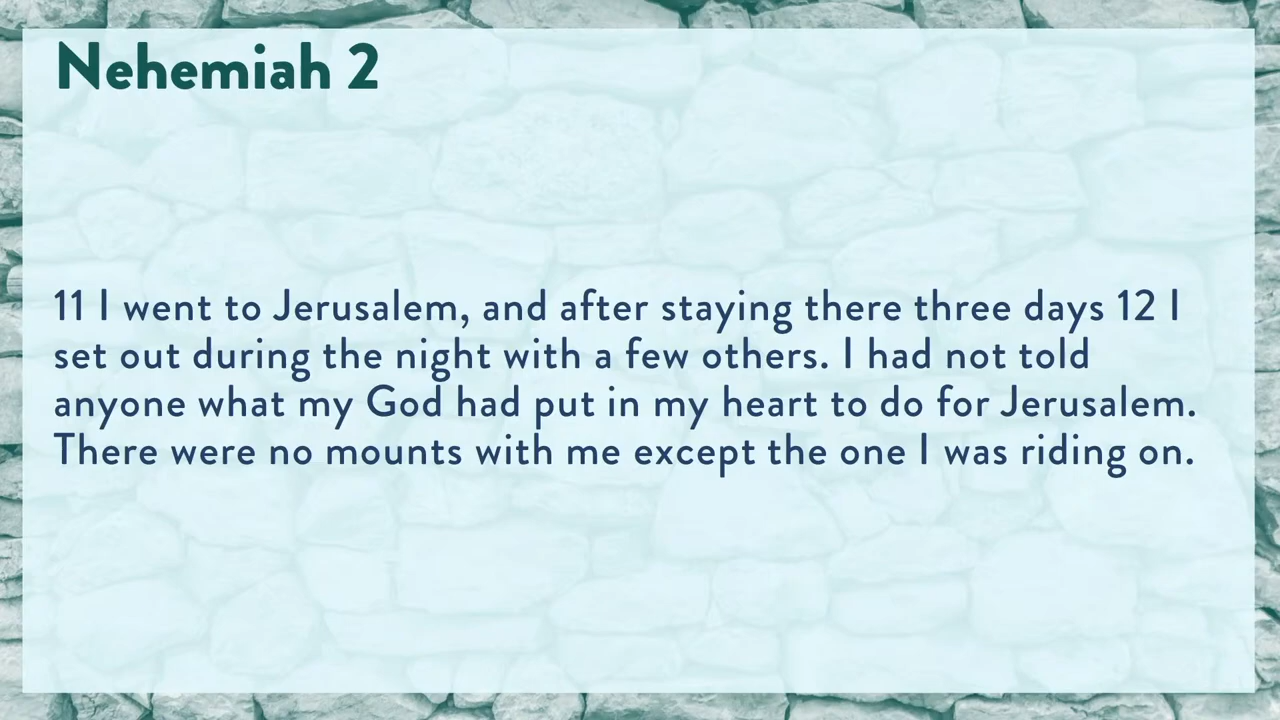 Nehemiah 2
11 I went to Jerusalem, and after staying there three days 12 I
set out during the night with a few others. I had not told
anyone what my God had put in my heart to do for Jerusalem.
There were no mounts with me except the one I was riding on.